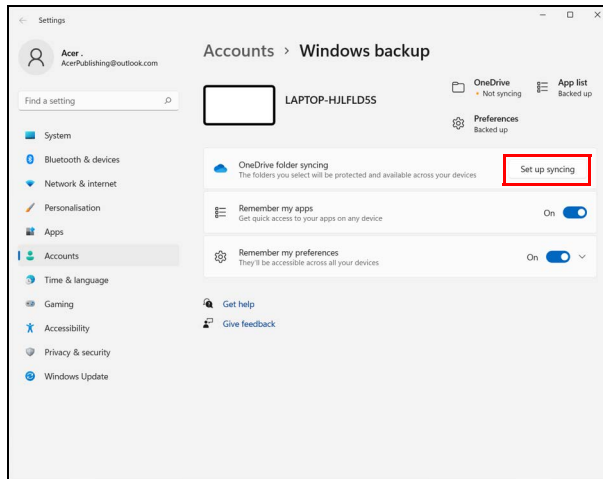 Settings
Acer .
AcerPublishing@outlook.com
Find a setting
System
Bluetooth & devices
Network & internet
Personalisation
Apps
Accounts
Time & language
Gaming
Accessibility
Privacy & security
Windows Update
Accounts > Windows backup
LAPTOP-HJLFLD5S
OneDrive
• Not syncing
App list
Backed up
Preferences
Backed up
OneDrive folder syncing
The folders you select will be protected and available across your devices
Set up syncing
Remember my apps
Get quick access to your apps on any device
On
Remember my preferences
They'll be accessible across all your devices
On
Get help
Give feedback